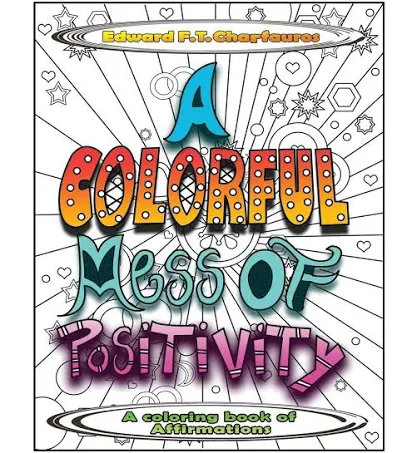 Edward F.T. Charfauros
A
COLORFUL
Mess OF
PoSiTiViTY
A coloring book of
Affirmations